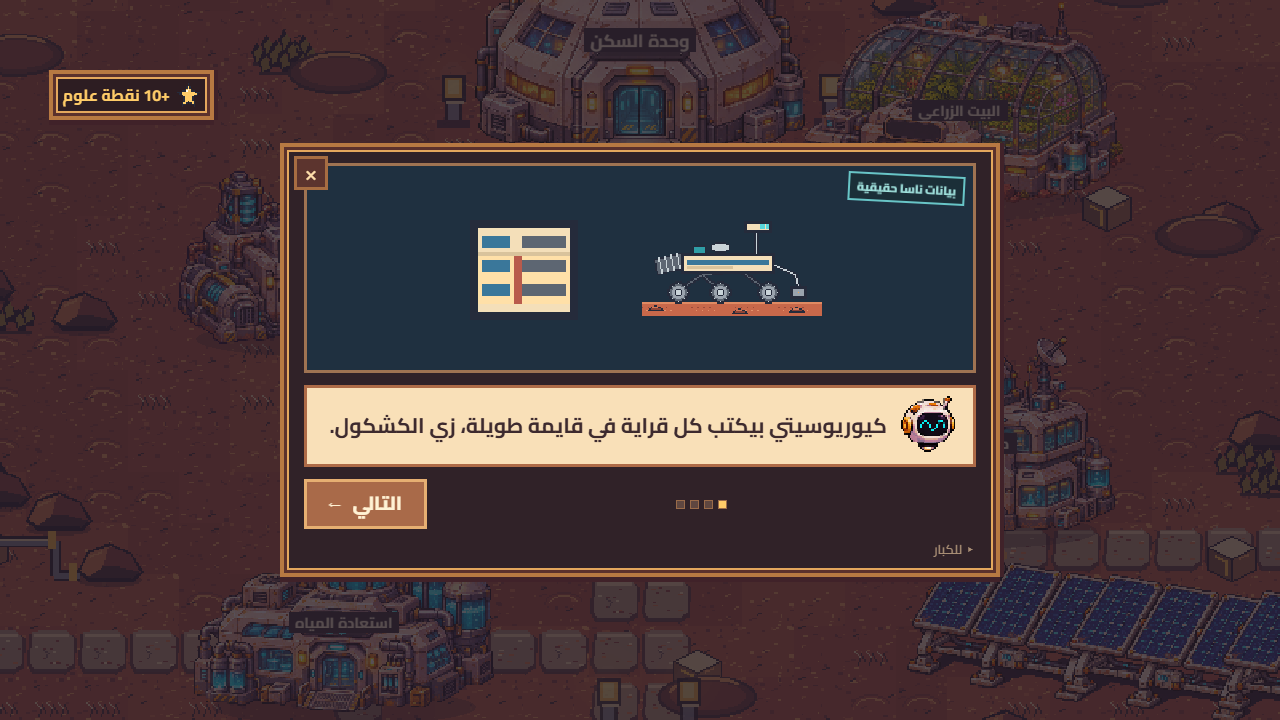 وحدة السكن
+10 نقطة علوم
البيت الزراعي
×
بيانات ناسا حقيقية
كيوريوسيتي بيكتب كل قراية في قايمة طويلة، زي الكشكول.
التالي ←
للكبار
استعادة المياه